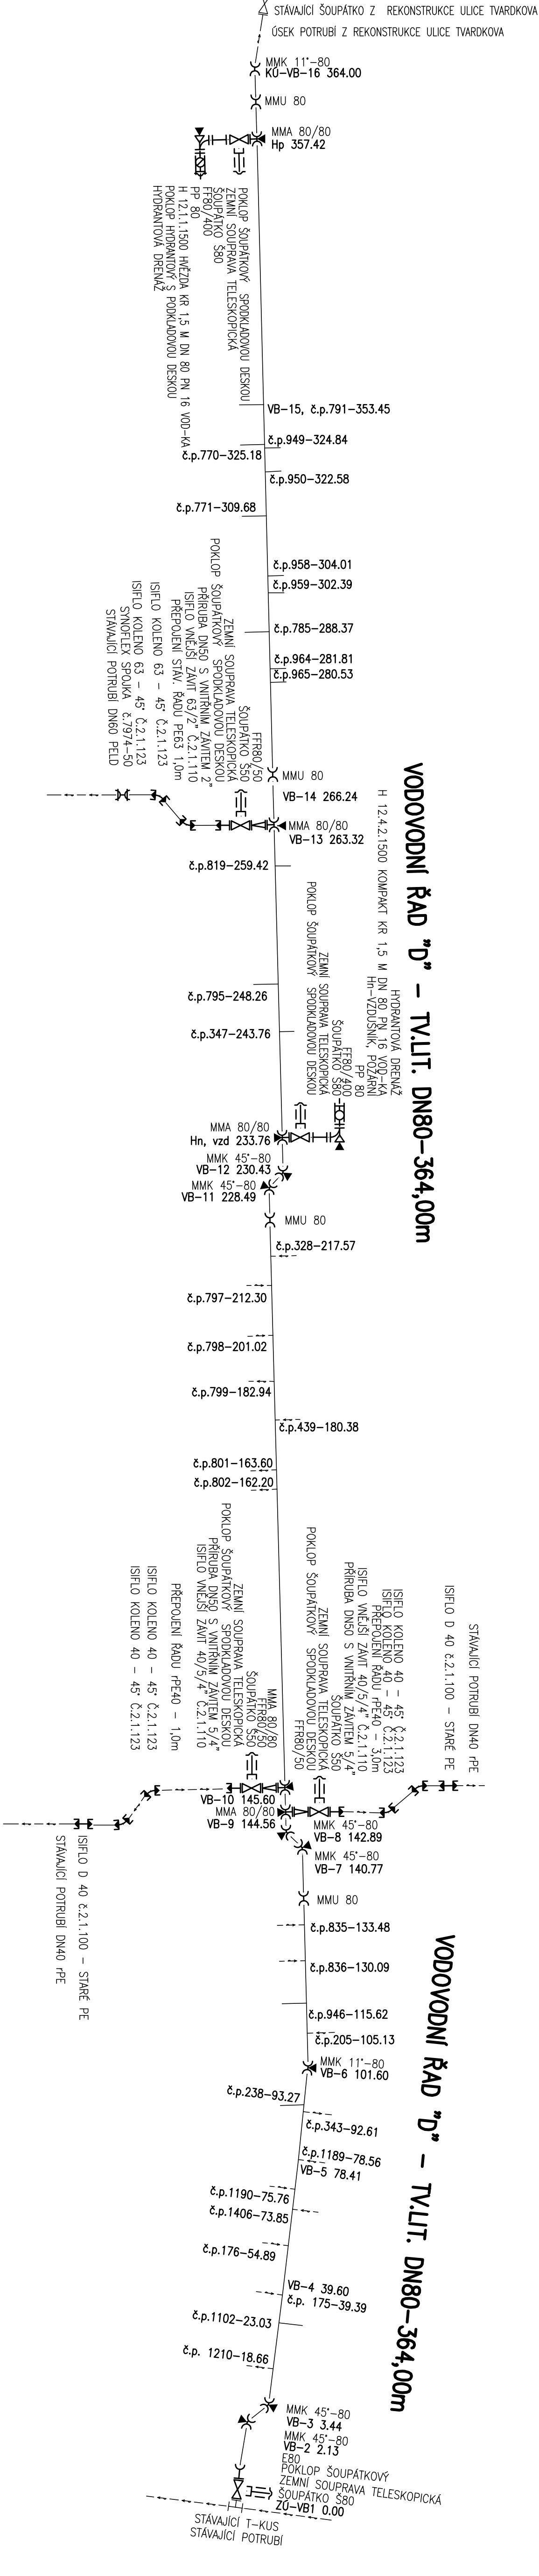 STÁVAJÍCÍ ŠOUPÁTKO Z REKONSTRUKCE ULICE TVARDKOVA
ÚSEK POTRUBÍ Z REKONSTRUKCE ULICE TVARDKOVA
MMK 11°-80
KÚ-VB-16 364.00
MMU 80
MMA 80/80
Hp 357.42
POKLOP ŠOUPÁTKOVÝ SPODKLADOVOU DESKOU
ZEMNÍ SOUPRAVA TELESKOPICKÁ
ŠOUPÁTKO Š80
FF80/400
PP 80
H 12.1.1.1500 HVĚZDA KR 1,5 M DN 80 PN 16 VOD-KA
POKLOP HYDRANTOVÝ S PODKLADOVOU DESKOU
HYDRANTOVÁ DRENÁŽ
VB-15, č.p.791-353.45
č.p.949-324.84
č.p.770-325.18
č.p.950-322.58
č.p.771-309.68
č.p.958-304.01
č.p.959-302.39
č.p.785-288.37
č.p.964-281.81
č.p.965-280.53
FFR80/50
ŠOUPÁTKO Š50
ZEMNÍ SOUPRAVA TELESKOPICKÁ
POKLOP ŠOUPÁTKOVÝ SPODKLADOVOU DESKOU
PŘÍRUBA DN50 S VNITŘNÍM ZÁVITEM 2"
ISIFLO VNĚJŠÍ ZÁVIT 63/2" Č.2.1.110
PŘEPOJENÍ STÁV. ŘADU PE63 1,0m
ISIFLO KOLENO 63 - 45° Č.2.1.123
ISIFLO KOLENO 63 - 45° Č.2.1.123
SYNOFLEX SPOJKA č.7974-50
STÁVAJÍCÍ POTRUBÍ DN60 PELD
MMU 80
VB-14 266.24
MMA 80/80
VB-13 263.32
VODOVODNÍ ŘAD "D" - TV.LIT. DN80-364,00m
č.p.819-259.42
č.p.795-248.26
č.p.347-243.76
HYDRANTOVÁ DRENÁŽ
H 12.4.2.1500 KOMPAKT KR 1,5 M DN 80 PN 16 VOD-KA
Hn-VZDUŠNÍK, POŽÁRNÍ
PP 80
FF80/400
ŠOUPÁTKO Š80
ZEMNÍ SOUPRAVA TELESKOPICKÁ
POKLOP ŠOUPÁTKOVÝ SPODKLADOVOU DESKOU
MMA 80/80
Hn, vzd 233.76
MMK 45°-80
VB-12 230.43
MMK 45°-80
VB-11 228.49
MMU 80
č.p.328-217.57
č.p.797-212.30
č.p.798-201.02
č.p.799-182.94
č.p.439-180.38
č.p.801-163.60
č.p.802-162.20
MMA 80/80
FFR80/50
ŠOUPÁTKO Š50
ZEMNÍ SOUPRAVA TELESKOPICKÁ
POKLOP ŠOUPÁTKOVÝ SPODKLADOVOU DESKOU
PŘÍRUBA DN50 S VNITŘNÍM ZÁVITEM 5/4"
ISIFLO VNĚJŠÍ ZÁVIT 40/5/4" Č.2.1.110
PŘEPOJENÍ ŘADU rPE40 - 1,0m
ISIFLO KOLENO 40 - 45° Č.2.1.123
ISIFLO KOLENO 40 - 45° Č.2.1.123
STÁVAJÍCÍ POTRUBÍ DN40 rPE
ISIFLO D 40 č.2.1.100 - STARÉ PE
ISIFLO KOLENO 40 - 45° Č.2.1.123
ISIFLO KOLENO 40 - 45° Č.2.1.123
PŘEPOJENÍ ŘADU rPE40 - 3,0m
ISIFLO VNĚJŠÍ ZÁVIT 40/5/4" Č.2.1.110
PŘÍRUBA DN50 S VNITŘNÍM ZÁVITEM 5/4"
ŠOUPÁTKO Š50
ZEMNÍ SOUPRAVA TELESKOPICKÁ
POKLOP ŠOUPÁTKOVÝ SPODKLADOVOU DESKOU
FFR80/50
VB-10 145.60
MMA 80/80
VB-9 144.56
MMK 45°-80
VB-8 142.89
MMK 45°-80
VB-7 140.77
ISIFLO D 40 č.2.1.100 - STARÉ PE
STÁVAJÍCÍ POTRUBÍ DN40 rPE
MMU 80
č.p.835-133.48
č.p.836-130.09
č.p.946-115.62
č.p.205-105.13
MMK 11°-80
VB-6 101.60
VODOVODNÍ ŘAD "D" - TV.LIT. DN80-364,00m
č.p.238-93.27
č.p.343-92.61
č.p.1189-78.56
VB-5 78.41
č.p.1190-75.76
č.p.1406-73.85
č.p.176-54.89
VB-4 39.60
č.p. 175-39.39
č.p.1102-23.03
č.p. 1210-18.66
MMK 45°-80
VB-3 3.44
MMK 45°-80
VB-2 2.13
E80
POKLOP ŠOUPÁTKOVÝ
ZEMNÍ SOUPRAVA TELESKOPICKÁ
ŠOUPÁTKO Š80
ZÚ-VB1 0.00
STÁVAJÍCÍ T-KUS
STÁVAJÍCÍ POTRUBÍ